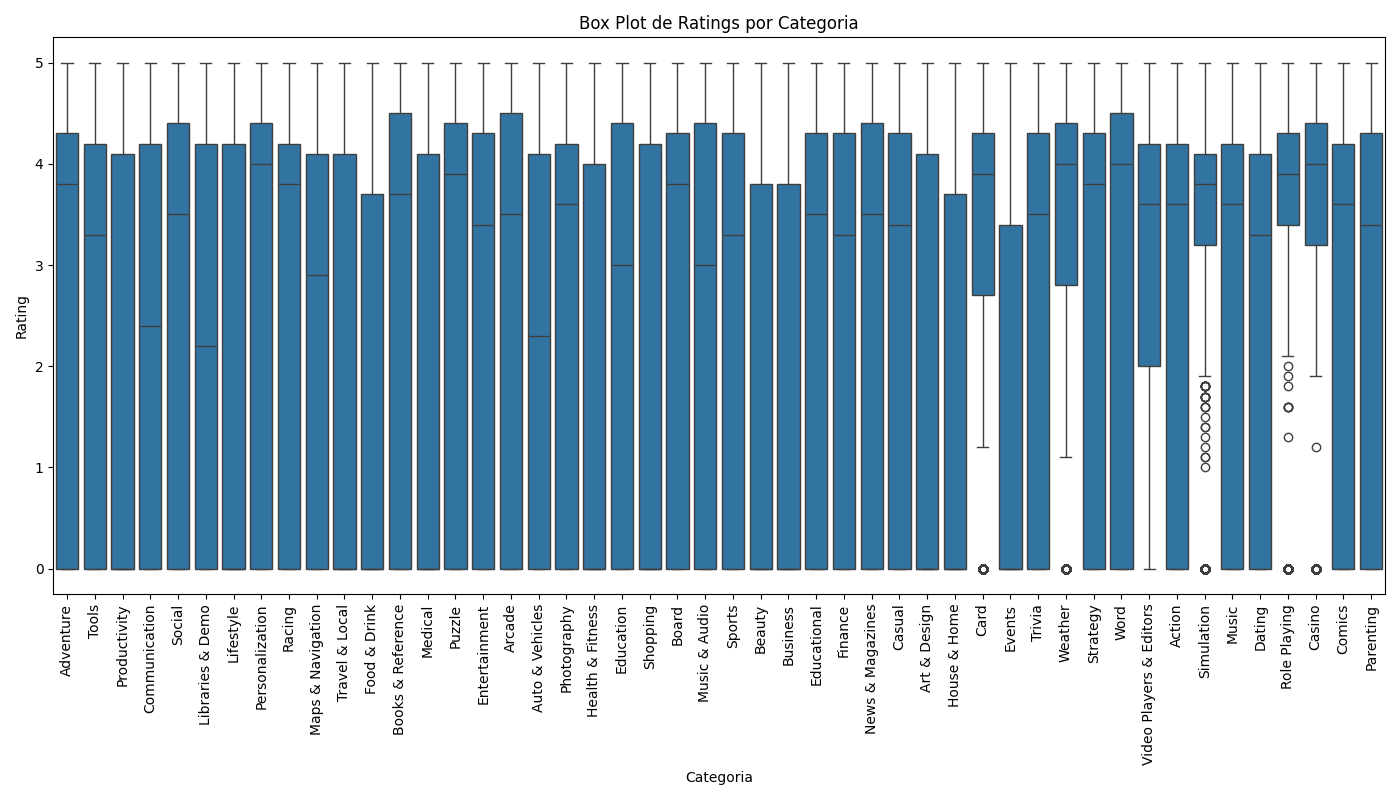 Box Plot de Ratings por Categoria
Rating
5
4
3
2
1
0
Adventure
Tools
Productivity
Communication
Social
Libraries & Demo
Lifestyle
Personalization
Racing
Maps & Navigation
Travel & Local
Food & Drink
Books & Reference
Medical
Puzzle
Entertainment
Arcade
Auto & Vehicles
Photography
Health & Fitness
Education
Shopping
Board
Music & Audio
Sports
Beauty
Business
Educational
Finance
News & Magazines
Casual
Art & Design
House & Home
Card
Events
Trivia
Weather
Strategy
Word
Video Players & Editors
Action
Simulation
Music
Dating
Role Playing
Casino
Comics
Parenting
Categoria